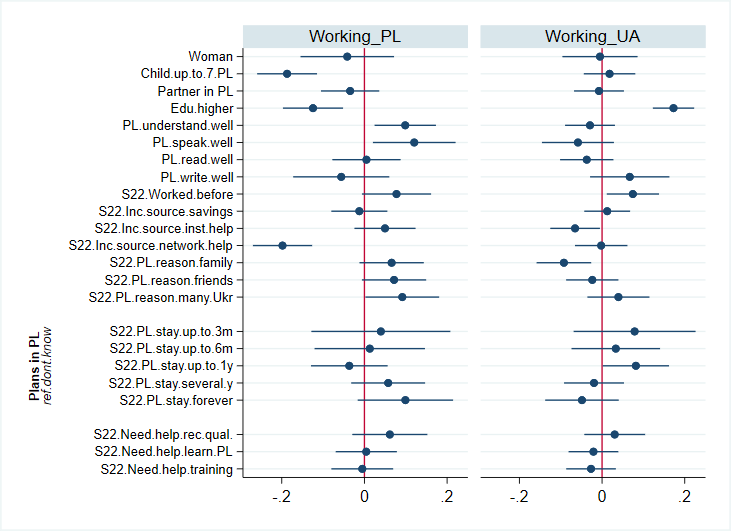 Working_PL
Working_UA
Woman
Child.up.to.7.PL
Partner in PL
Edu.higher
PL.understand.well
PL.speak.well
PL.read.well
PL.write.well
S22.Worked.before
S22.Inc.source.savings
S22.Inc.source.inst.help
S22.Inc.source.network.help
S22.PL.reason.family
S22.PL.reason.friends
S22.PL.reason.many.Ukr
S22.PL.stay.up.to.3m
S22.PL.stay.up.to.6m
S22.PL.stay.up.to.1y
S22.PL.stay.several.y
S22.PL.stay.forever
S22.Need.help.rec.qual.
S22.Need.help.learn.PL
S22.Need.help.training
Plans in PL
ref.dont.know
-.2 0 .2
-.2 0 .2